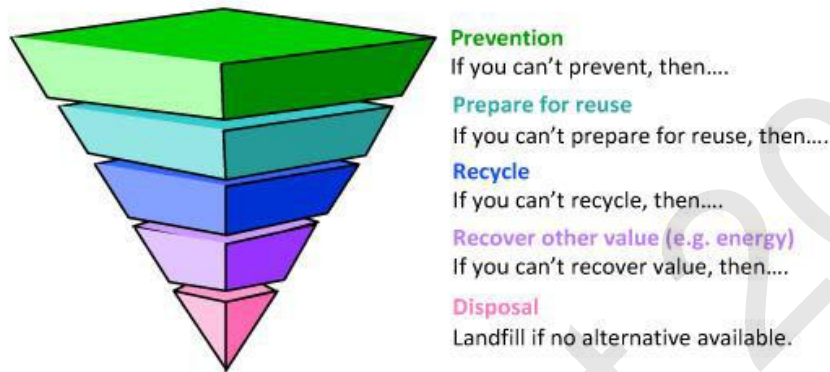 Prevention
If you can't prevent, then....
Prepare for reuse
If you can't prepare for reuse, then....
Recycle
If you can't recycle, then....
Recover other value (e.g. energy)
If you can't recover value, then....
Disposal
Landfill if no alternative available.